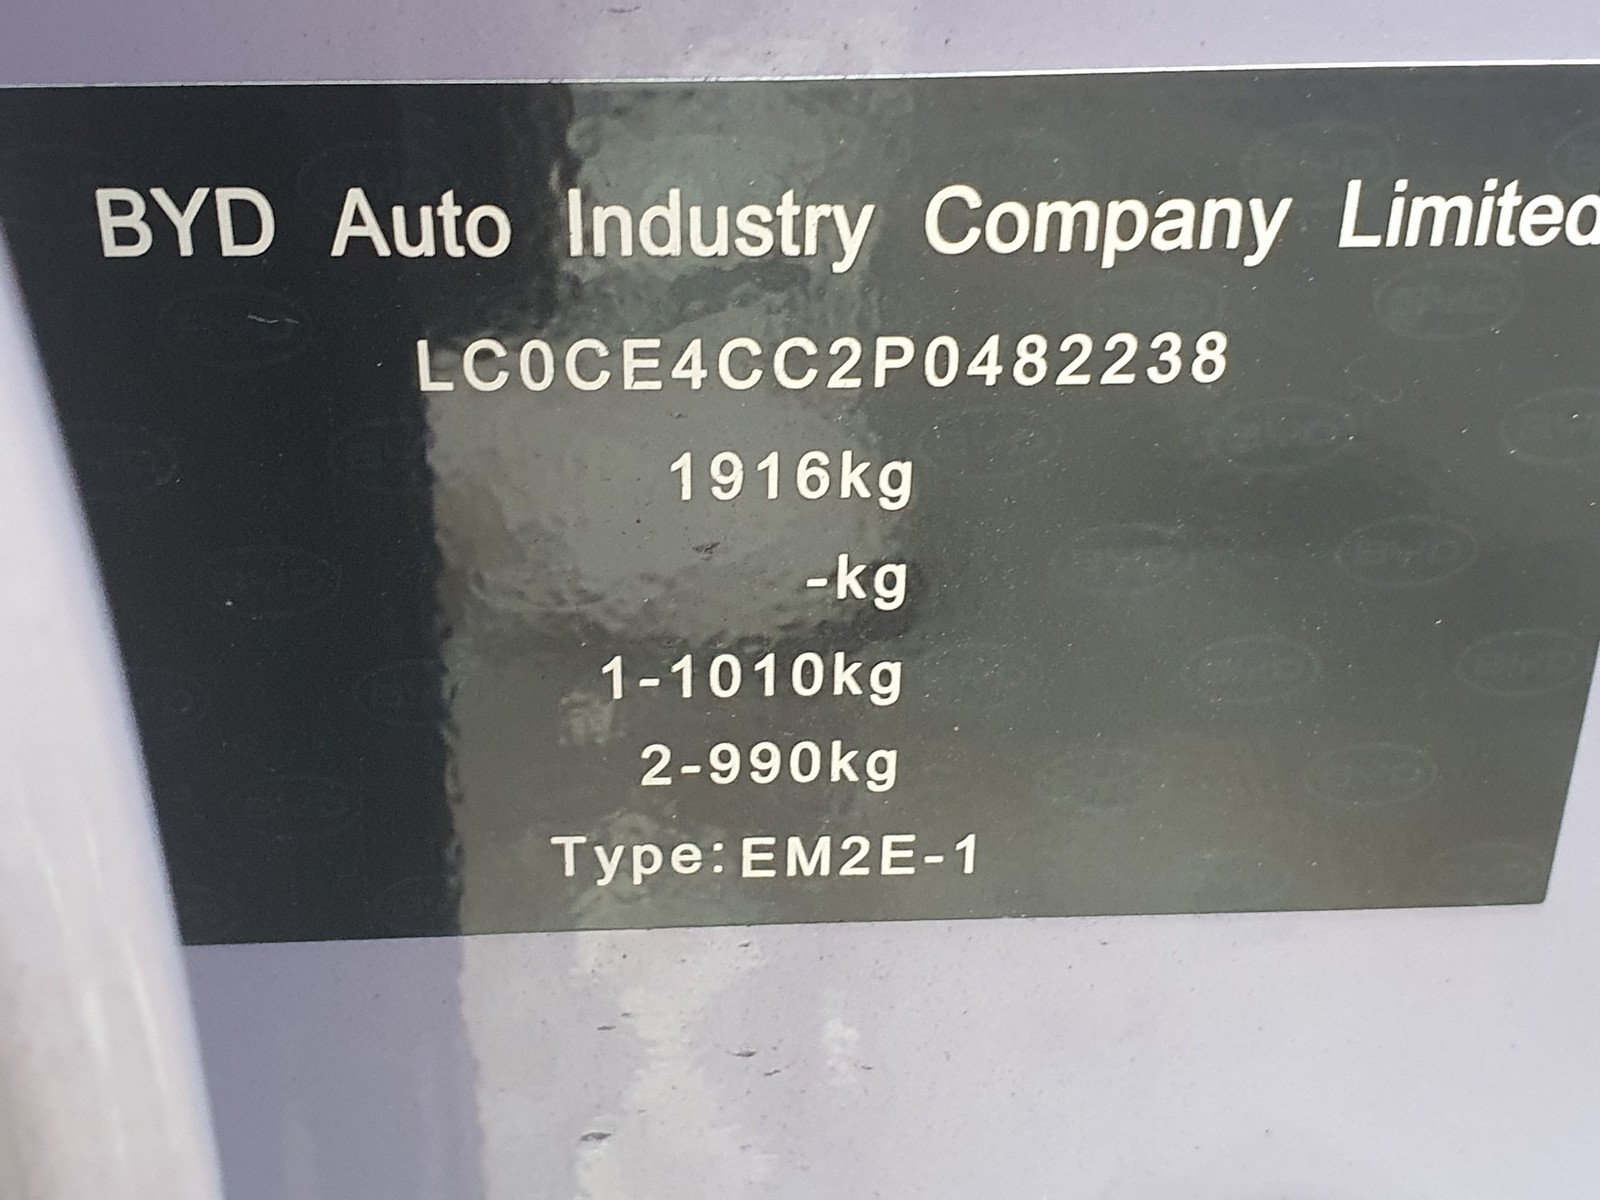 BYD Auto Industry Company Limited
LC0CE4CC2P0482238
1916kg
-kg
1-1010kg
2-990kg
Type:EM2E-1